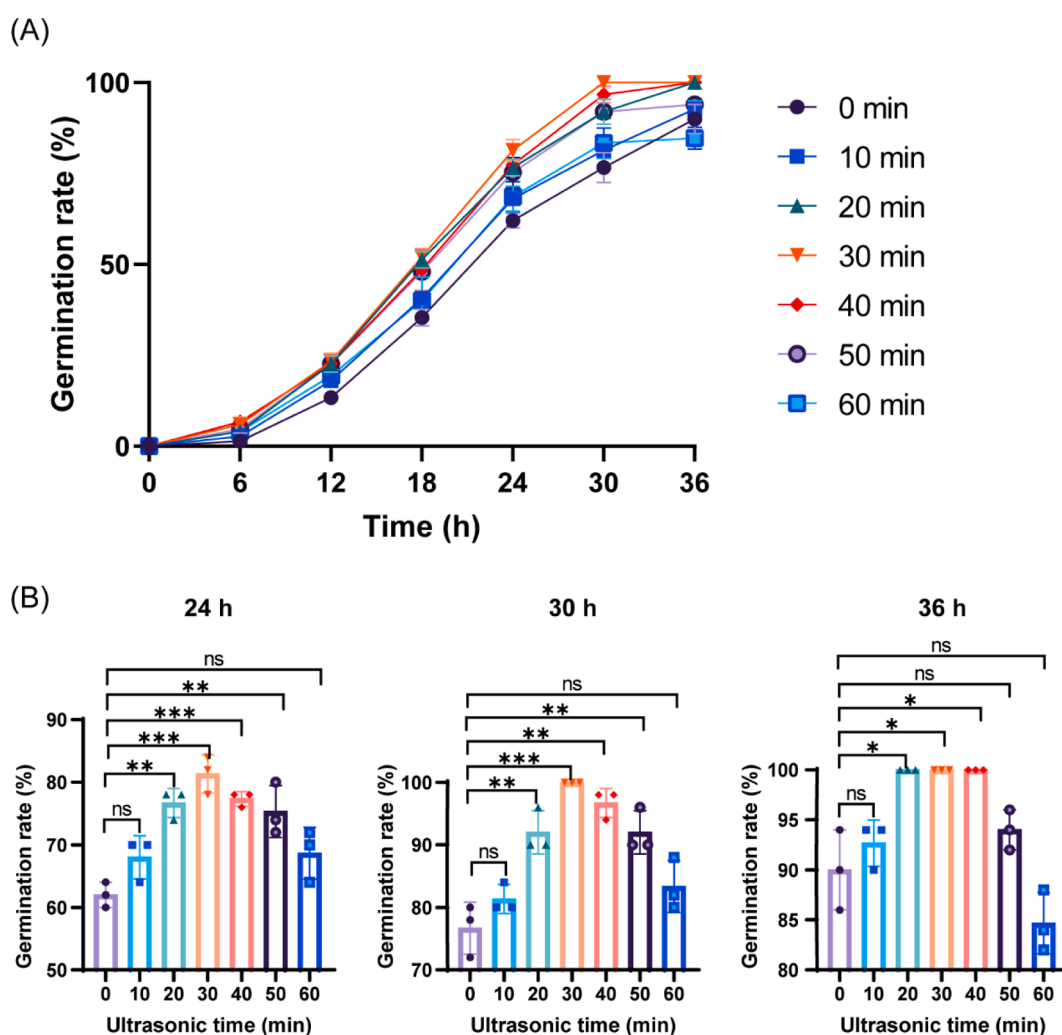 (A)
Germination rate (%)
100
50
0
0 6 12 18 24 30 36
Time (h)
0 min
10 min
20 min
30 min
40 min
50 min
60 min
(B)
24 h
ns
**
***
***
**
ns
Germination rate (%)
90
80
70
60
50
0 10 20 30 40 50 60
Ultrasonic time (min)
30 h
ns
**
**
***
**
ns
Germination rate (%)
100
90
80
70
0 10 20 30 40 50 60
Ultrasonic time (min)
36 h
ns
ns
*
*
*
ns
Germination rate (%)
100
95
90
85
80
0 10 20 30 40 50 60
Ultrasonic time (min)